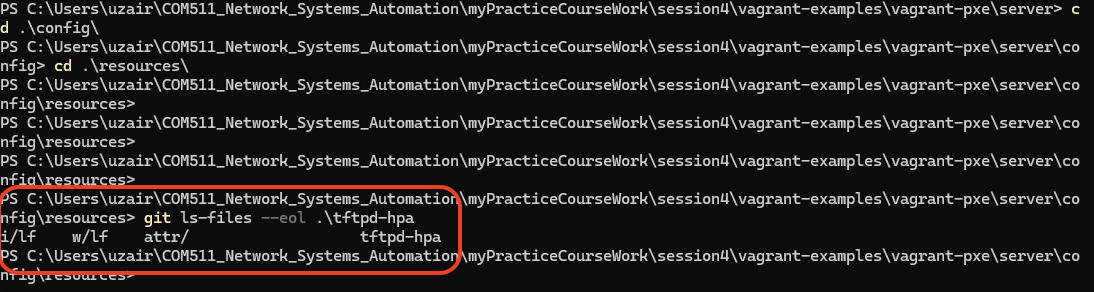 PS C:\Users\uzair\COM511_Network_Systems_Automation\myPracticeCourseWork\session4\vagrant-examples\vagrant-pxe\server> c
d .\config\
PS C:\Users\uzair\COM511_Network_Systems_Automation\myPracticeCourseWork\session4\vagrant-examples\vagrant-pxe\server\co
nfig> cd .\resources\
PS C:\Users\uzair\COM511_Network_Systems_Automation\myPracticeCourseWork\session4\vagrant-examples\vagrant-pxe\server\co
nfig\resources>
PS C:\Users\uzair\COM511_Network_Systems_Automation\myPracticeCourseWork\session4\vagrant-examples\vagrant-pxe\server\co
nfig\resources>
PS C:\Users\uzair\COM511_Network_Systems_Automation\myPracticeCourseWork\session4\vagrant-examples\vagrant-pxe\server\co
nfig\resources>
PS C:\Users\uzair\COM511_Network_Systems_Automation\myPracticeCourseWork\session4\vagrant-examples\vagrant-pxe\server\co
nfig\resources> git ls-files --eol .\tftpd-hpa
i/lf    w/lf    attr/                   tftpd-hpa
PS C:\Users\uzair\COM511_Network_Systems_Automation\myPracticeCourseWork\session4\vagrant-examples\vagrant-pxe\server\co
nfig\resources>